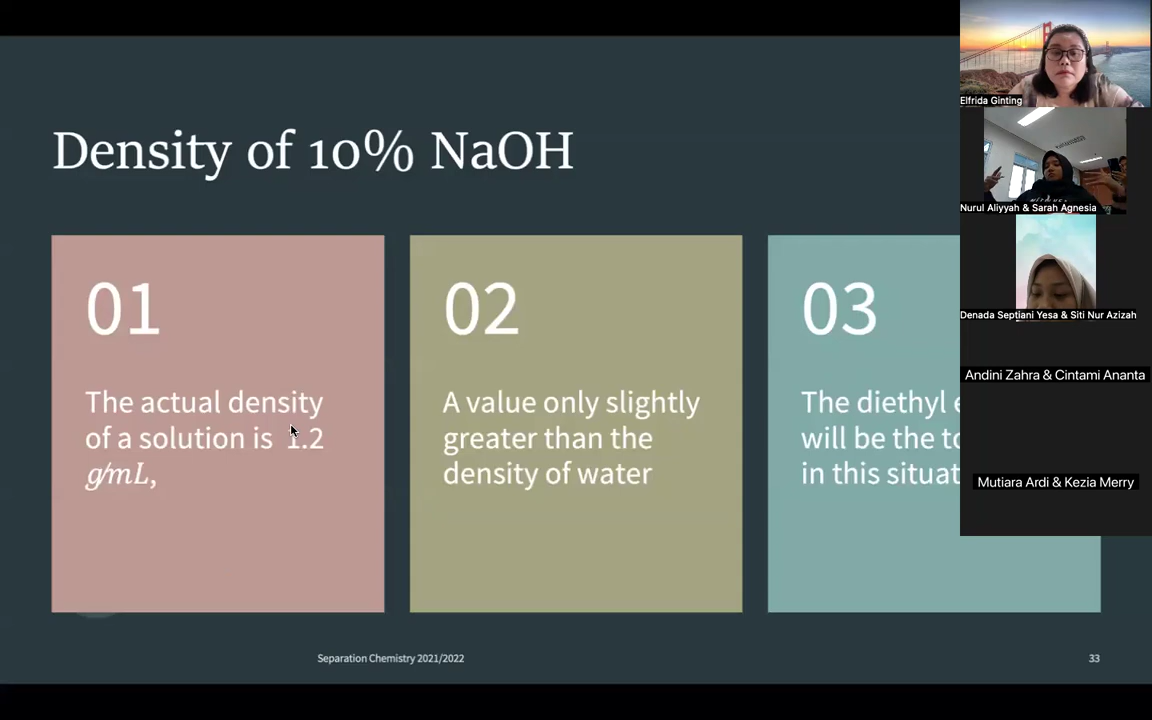 Density of 10% NaOH
01
The actual density
of a solution is 1.2
g/mL,
02
A value only slightly
greater than the
density of water
03
The diethyl
will be the
in this
Separation Chemistry 2021/2022
33
Elfrida Ginting
Nurul Aliyyah & Sarah Agnesia
Denada Septiani Yesa & Siti Nur Azizah
Andini Zahra & Cintami Ananta
Mutiara Ardi & Kezia Merry